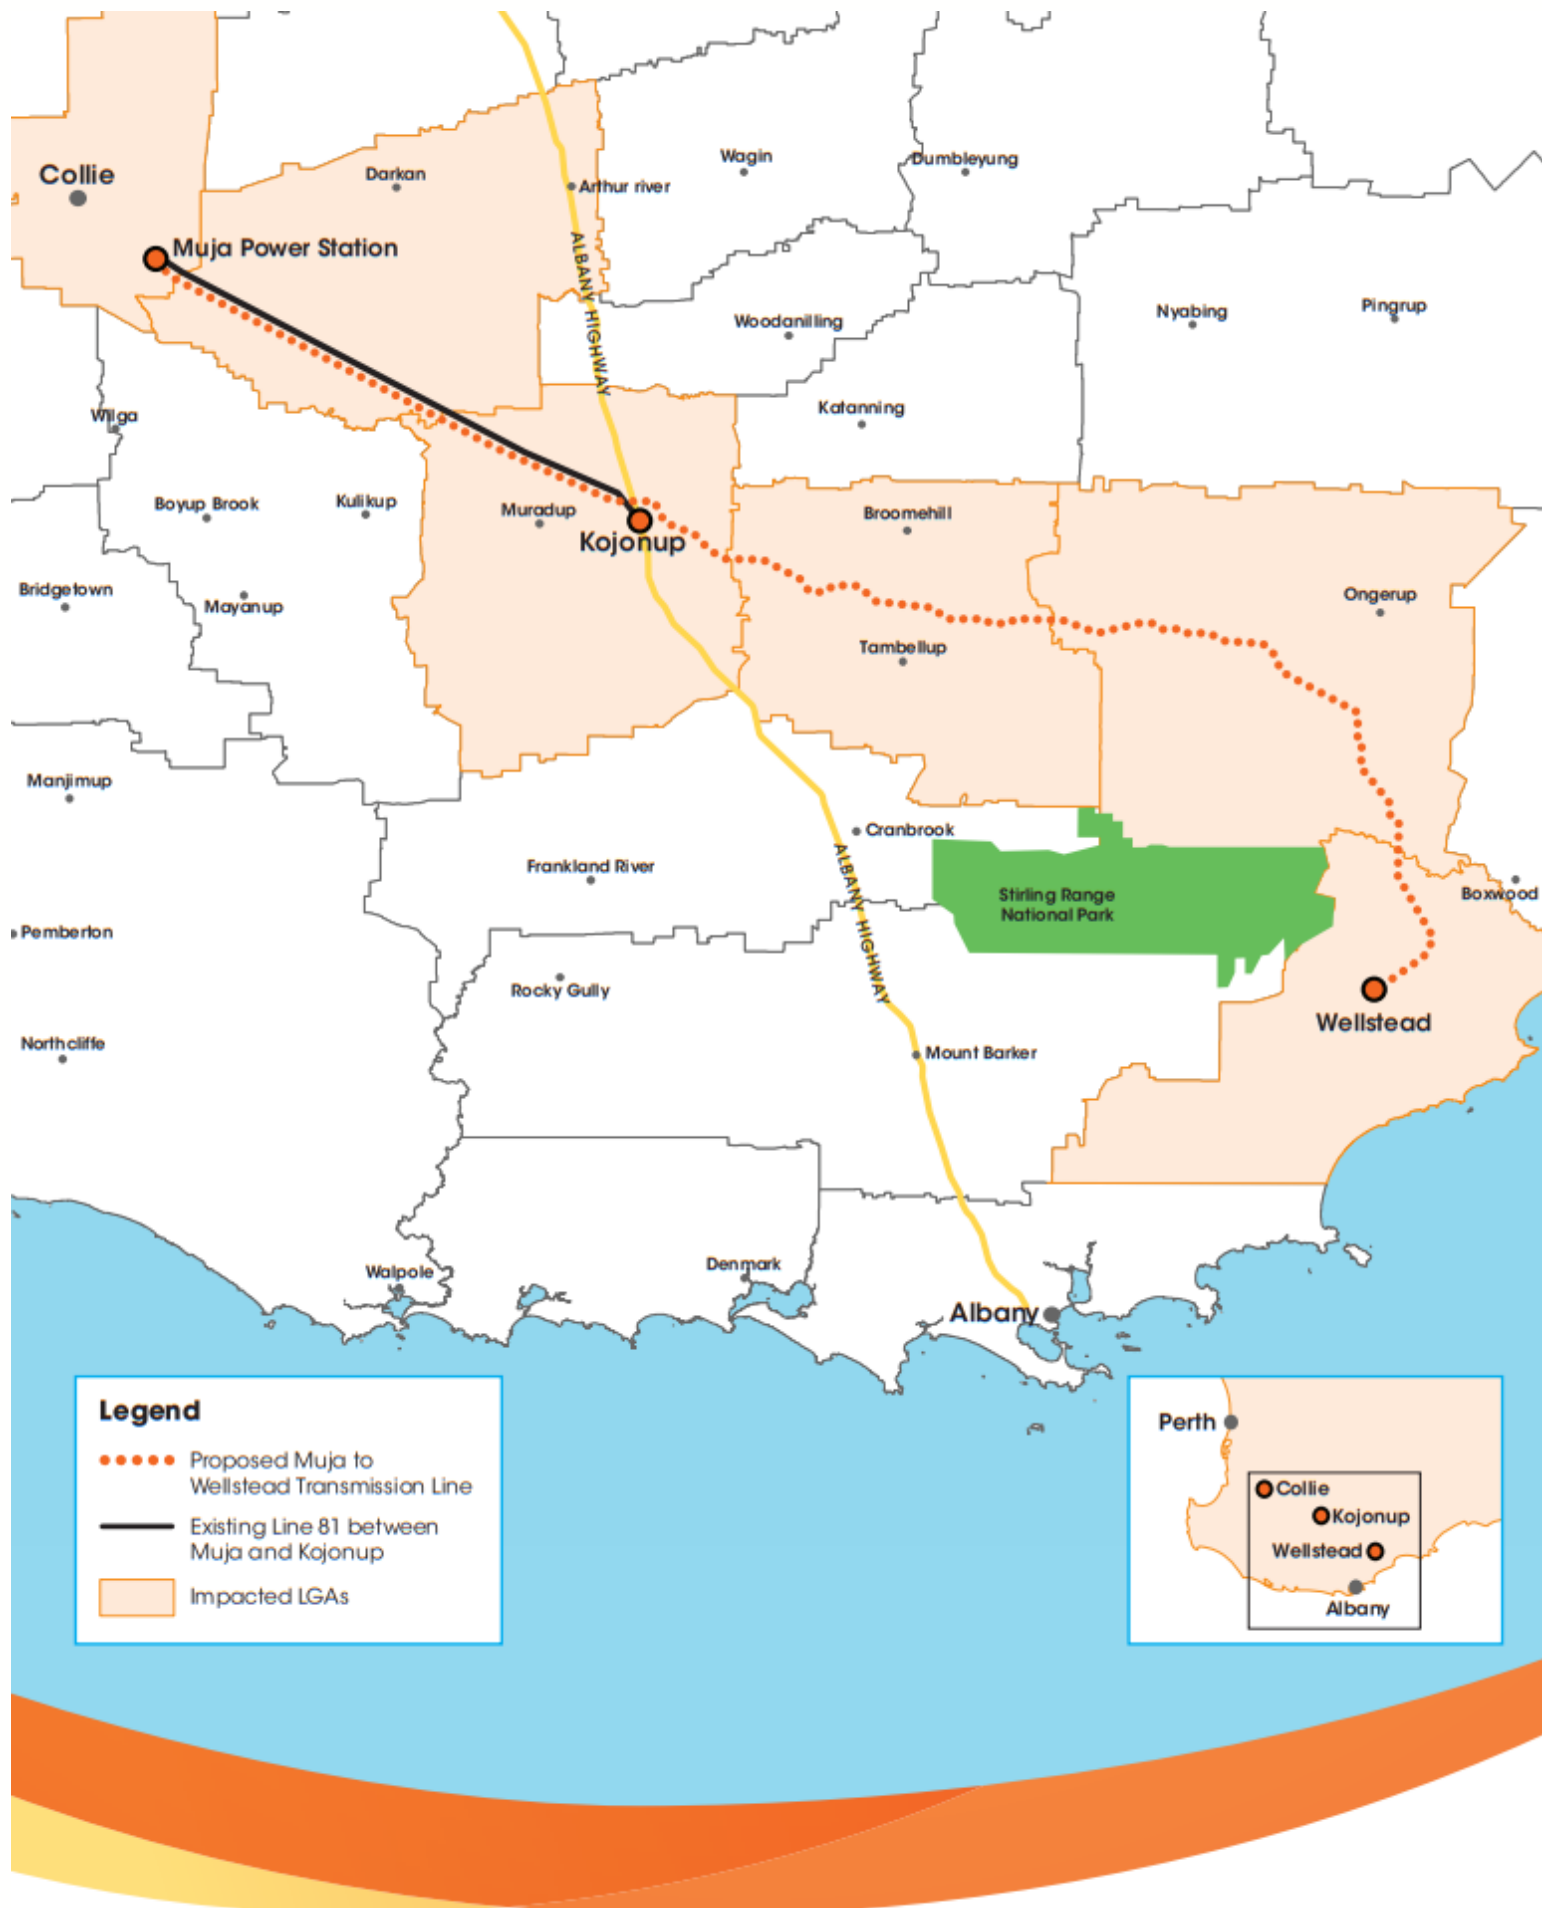 Collie
Darkan
Arthur river
Wagin
Dumbleyung
Muja Power Station
ALBANY HIGHWAY
Woodanilling
Nyabing
Pingrup
Wilga
Katanning
Boyup Brook
Kulikup
Muradup
Kojonup
Broomehill
Bridgetown
Mayanup
Ongerup
Tambellup
Manjimup
Cranbrook
Frankland River
ALBANY HIGHWAY
Stirling Range
National Park
Boxwood
Pemberton
Rocky Gully
Wellstead
Northcliffe
Mount Barker
Walpole
Denmark
Albany
Legend
Proposed Muja to
Wellstead Transmission Line
Existing Line 81 between
Muja and Kojonup
Impacted LGAs
Perth
Collie
Kojonup
Wellstead
Albany